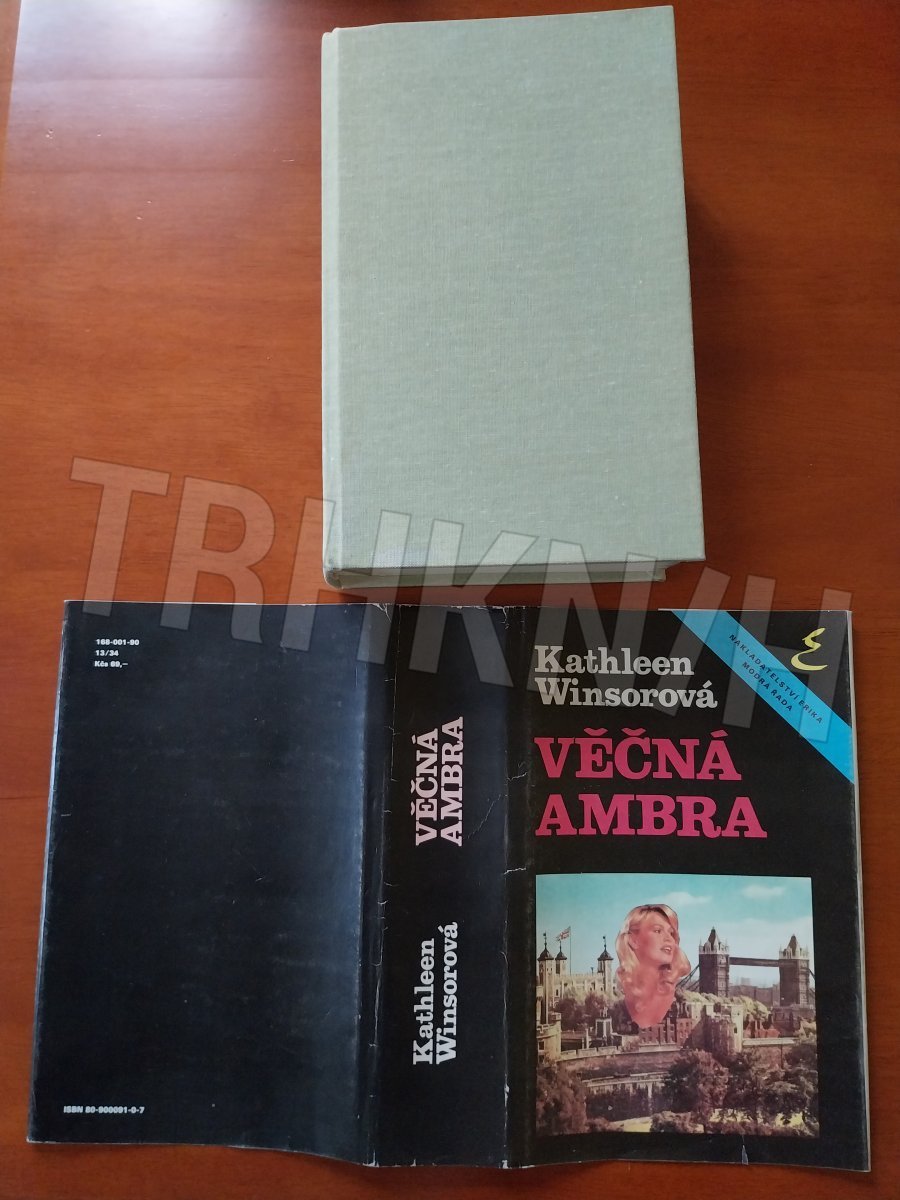 TRHKNIH
168-001-90
13/34
Kčs 69,–
ISBN 80-900091-0-7
VĚČNÁ
AMBRA
Kathleen
Winsorová
NAKLADATELSTVÍ ERIKA
MODRÁ ŘADA
Kathleen
Winsorová
VĚČNÁ
AMBRA